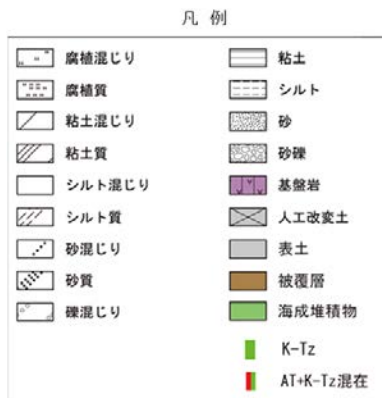 凡 例
腐植混じり
腐植質
粘土混じり
粘土質
シルト混じり
シルト質
砂混じり
砂質
礫混じり
粘土
シルト
砂
砂礫
基盤岩
人工改変土
表土
被覆層
海成堆積物
K-Tz
AT+K-Tz混在